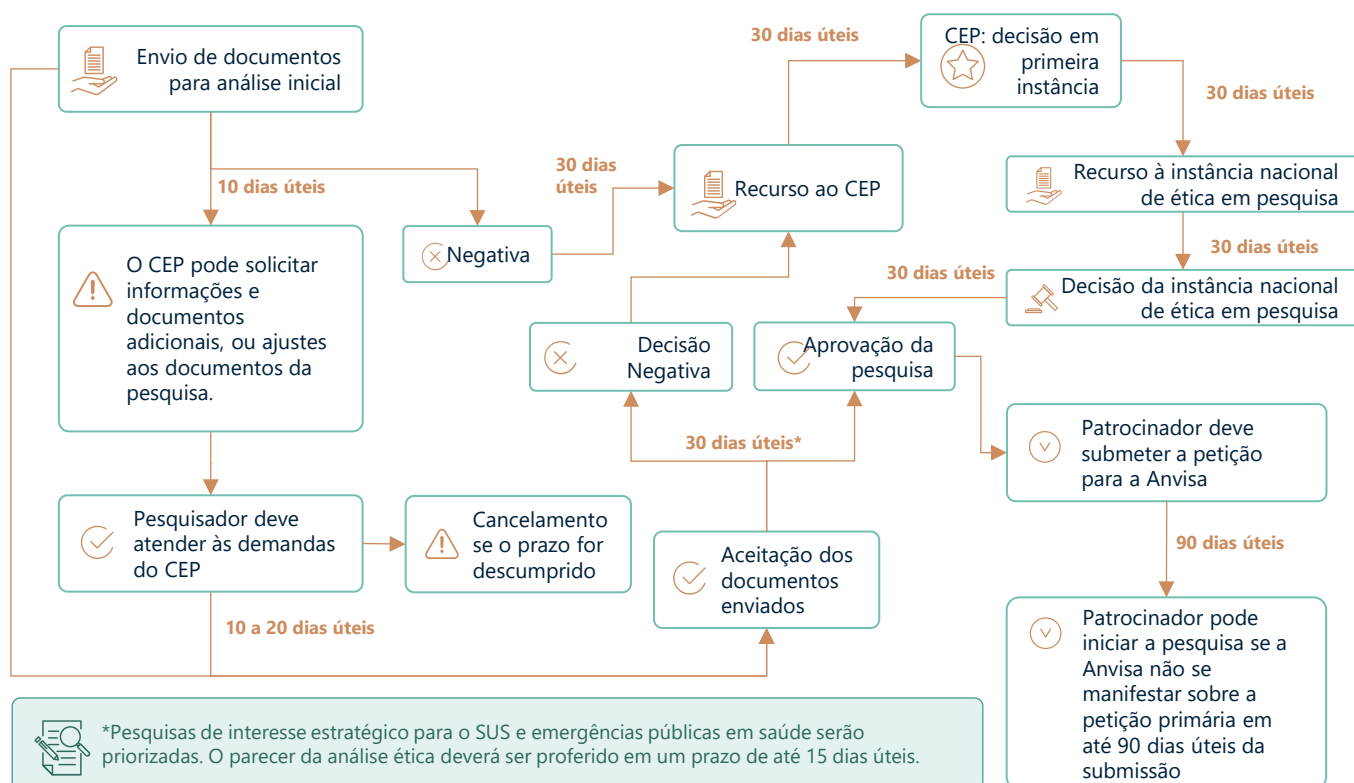 Envio de documentos
para análise inicial
10 dias úteis
O CEP pode solicitar
informações e
documentos
adicionais, ou ajustes
aos documentos da
pesquisa.
Pesquisador deve
atender às demandas
do CEP
10 a 20 dias úteis
Negativa
30 dias
úteis
Cancelamento
se o prazo for
descumprido
Recurso ao CEP
30 dias úteis
CEP: decisão em
primeira
instância
30 dias úteis
Recurso à instância nacional
de ética em pesquisa
30 dias úteis
Decisão da instância nacional
de ética em pesquisa
30 dias úteis
Decisão
Negativa
Aprovação da
pesquisa
30 dias úteis*
Aceitação dos
documentos
enviados
Patrocinador deve
submeter a petição
para a Anvisa
90 dias úteis
Patrocinador pode
iniciar a pesquisa se a
Anvisa não se
manifestar sobre a
petição primária em
até 90 dias úteis da
submissão
*Pesquisas de interesse estratégico para o SUS e emergências públicas em saúde serão
priorizadas. O parecer da análise ética deverá ser proferido em um prazo de até 15 dias úteis.